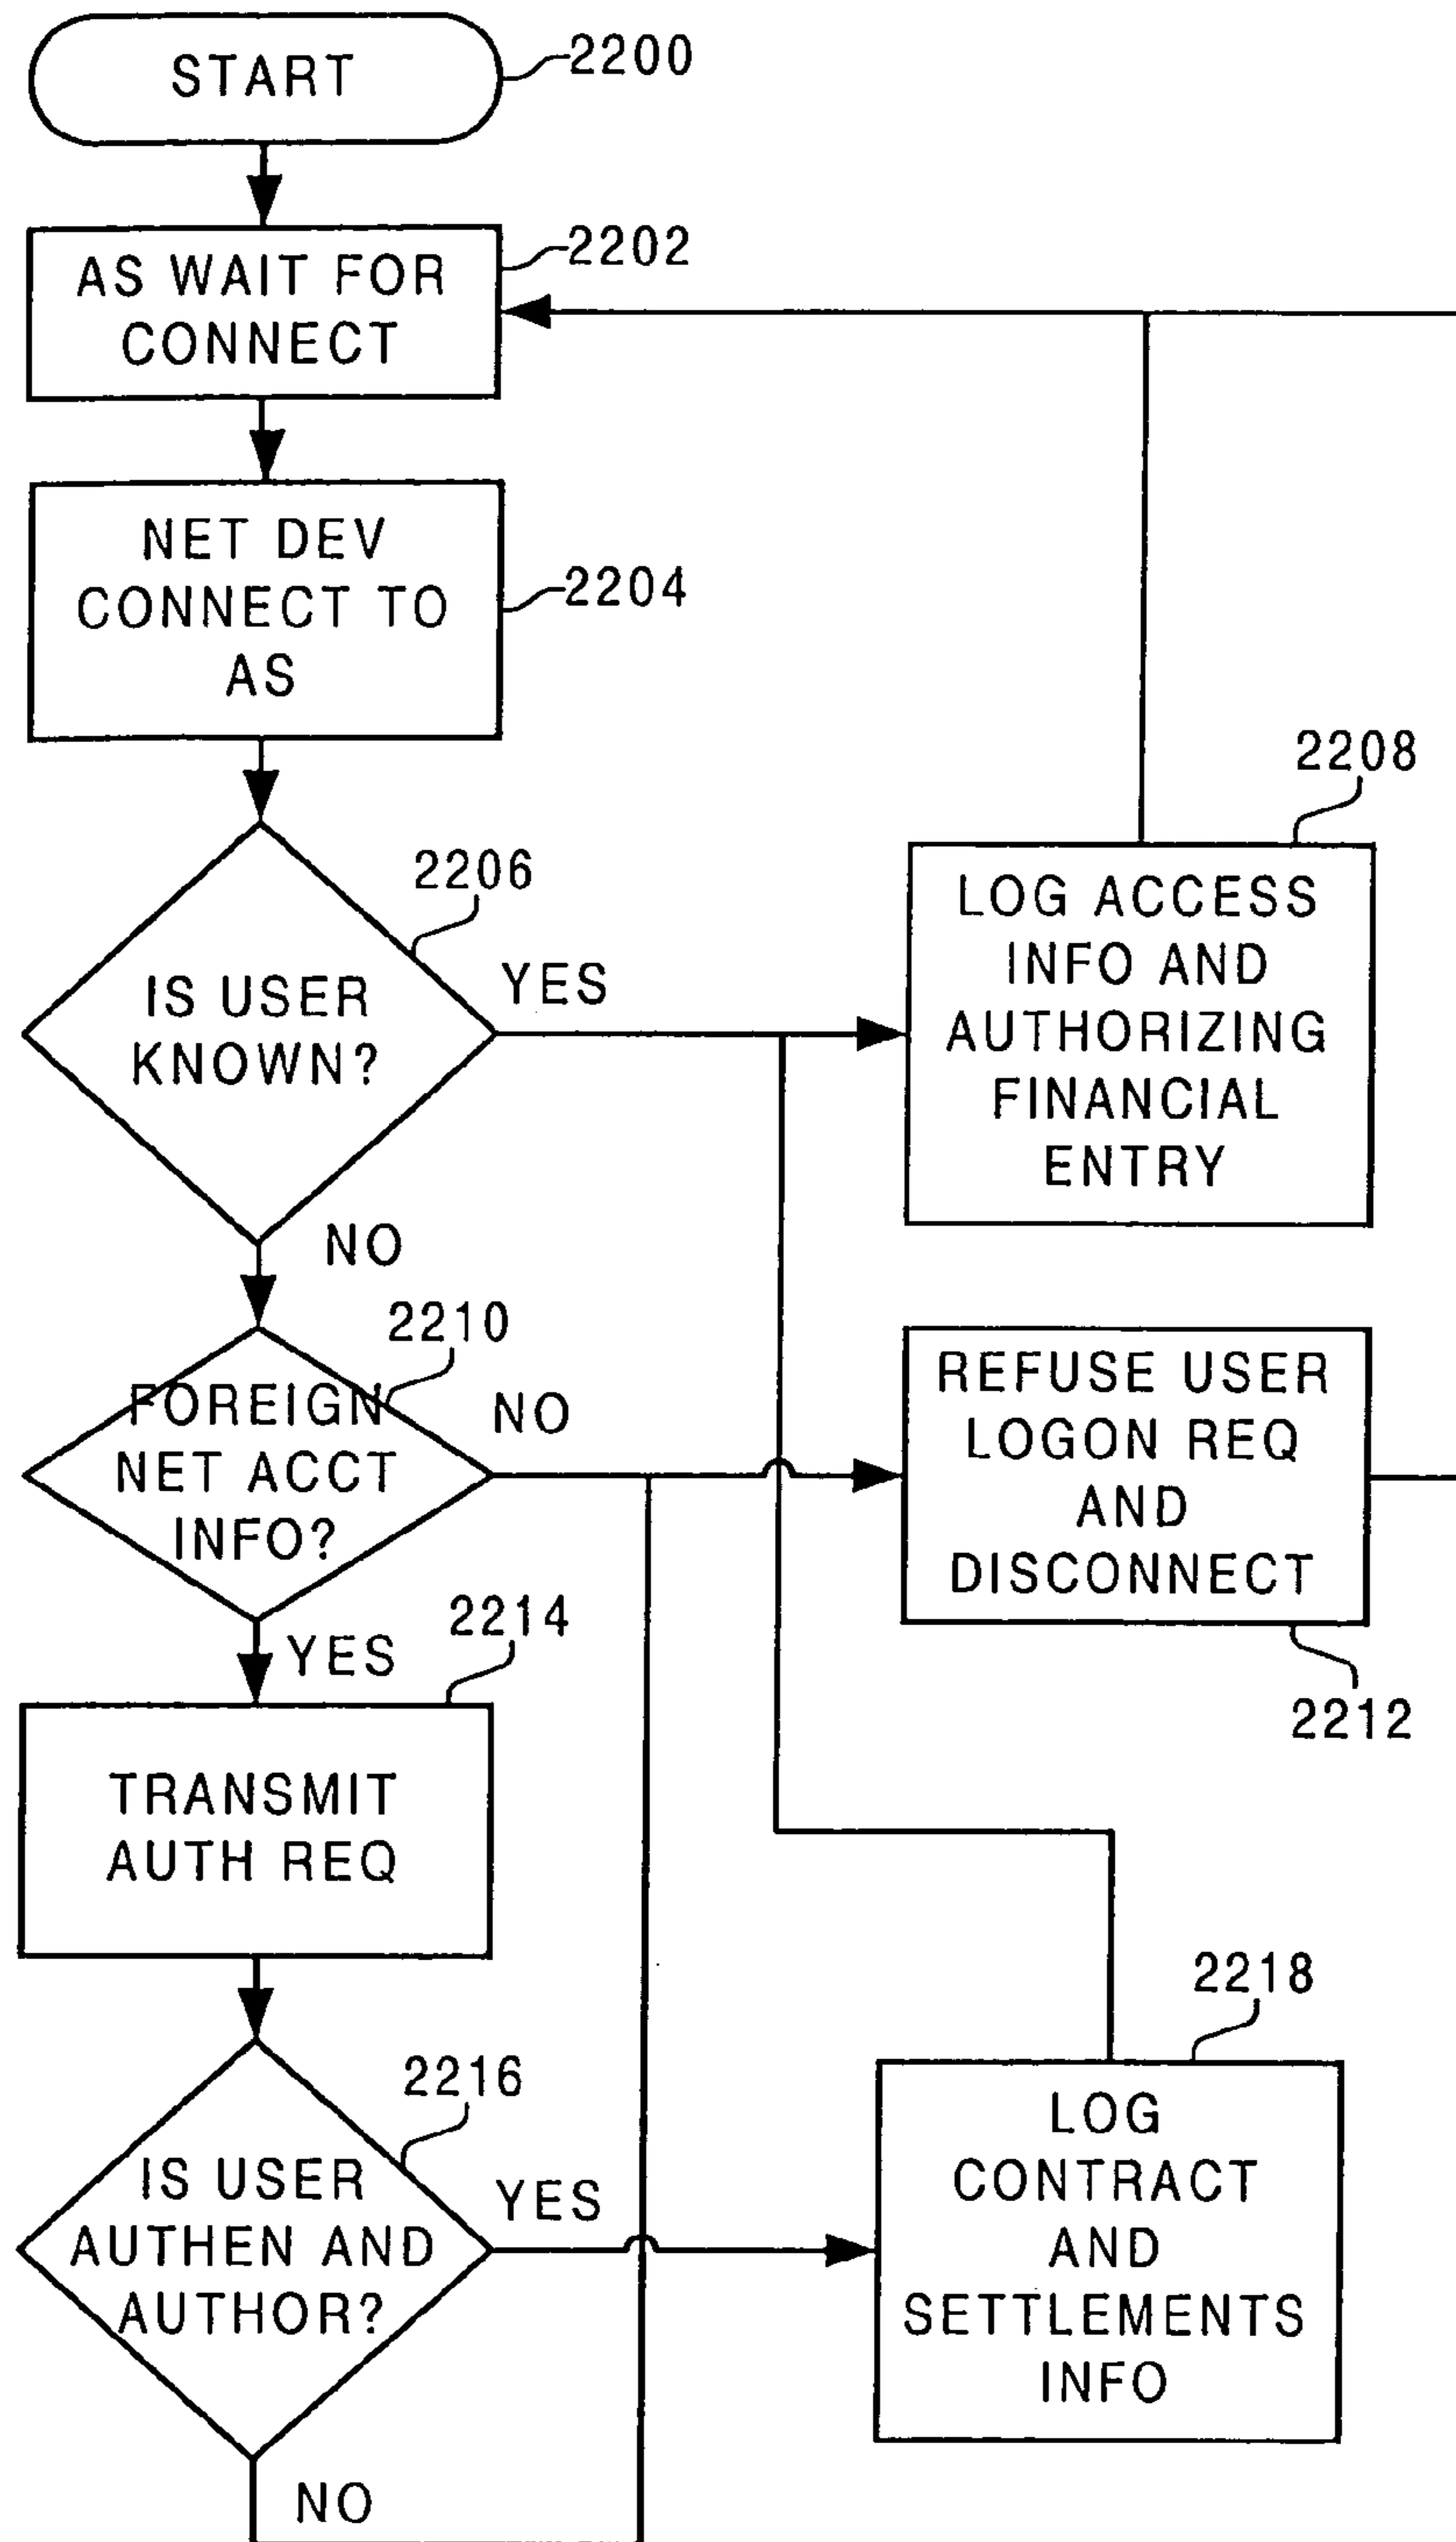 START
2200
AS WAIT FOR
CONNECT
2202
NET DEV
CONNECT TO
AS
2204
IS USER
KNOWN?
2206
YES
NO
2208
LOG ACCESS
INFO AND
AUTHORIZING
FINANCIAL
ENTRY
FOREIGN
NET ACCT
INFO?
2210
NO
YES
REFUSE USER
LOGON REQ
AND
DISCONNECT
2212
TRANSMIT
AUTH REQ
2214
IS USER
AUTHEN AND
AUTHOR?
2216
YES
NO
2218
LOG
CONTRACT
AND
SETTLEMENTS
INFO